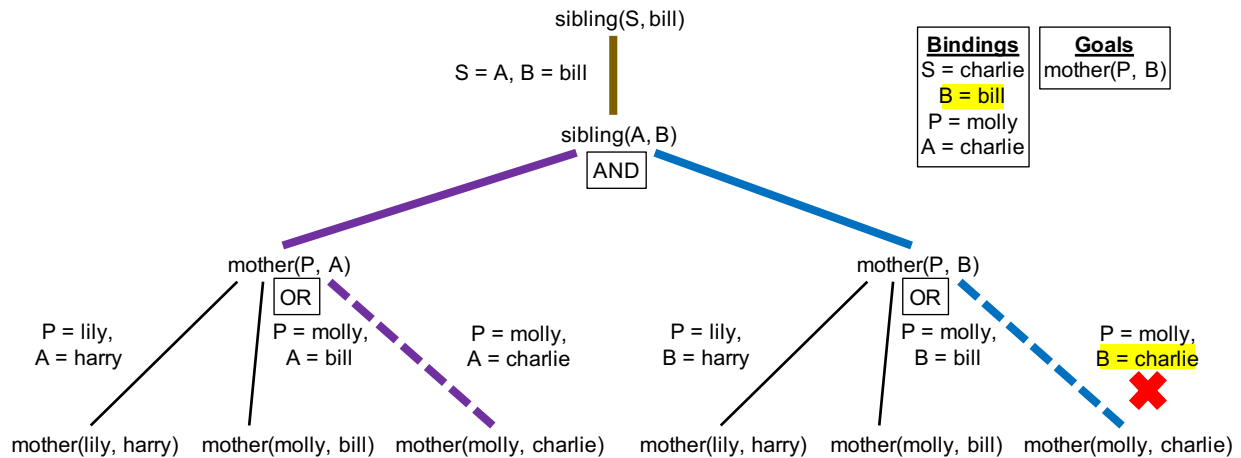 sibling(S, bill)
S = A, B = bill
Bindings
S = charlie
B = bill
P = molly
A = charlie
Goals
mother(P, B)
sibling(A, B)
AND
mother(P, A)
OR
P = lily,
A = harry
P = molly,
A = bill
P = molly,
A = charlie
mother(P, B)
OR
P = lily,
B = harry
P = molly,
B = bill
P = molly,
B = charlie
mother(lily, harry)
mother(molly, bill)
mother(molly, charlie)
mother(lily, harry)
mother(molly, bill)
mother(molly, charlie)